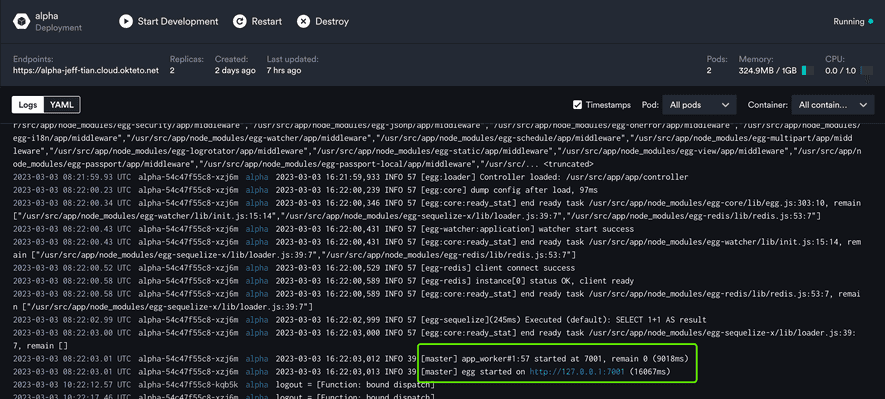 alpha
Deployment
Start Development
Restart
Destroy
Running
Endpoints:
https://alpha-jeff-tian.cloud.okteto.net
Replicas:
2
Created:
2 days ago
Last updated:
7 hrs ago
Pods:
2
Memory:
324.9MB / 1GB
CPU:
0.0 / 1.0
Logs YAML
Timestamps Pod: All pods Container: All contain...
r/src/app/node_modules/egg-security/app/middleware","/usr/src/app/node_modules/egg-jsonp/app/middleware","/usr/src/app/node_modules/egg-onerror/app/middleware","/usr/src/app/node_modules/
egg-i18n/app/middleware","/usr/src/app/node_modules/egg-watcher/app/middleware","/usr/src/app/node_modules/egg-schedule/app/middleware","/usr/src/app/node_modules/egg-multipart/app/midd
leware","/usr/src/app/node_modules/egg-logrotator/app/middleware","/usr/src/app/node_modules/egg-static/app/middleware","/usr/src/app/node_modules/egg-view/app/middleware","/usr/src/app/n
ode_modules/egg-passport/app/middleware","/usr/src/app/node_modules/egg-passport-local/app/middleware","/usr/src/... <truncated>
2023-03-03 08:21:59.93 UTC alpha-54c47f55c8-xzj6m alpha 2023-03-03 16:21:59,933 INFO 57 [egg:loader] Controller loaded: /usr/src/app/app/controller
2023-03-03 08:22:00.23 UTC alpha-54c47f55c8-xzj6m alpha 2023-03-03 16:22:00,239 INFO 57 [egg:core] dump config after load, 97ms
2023-03-03 08:22:00.34 UTC alpha-54c47f55c8-xzj6m alpha 2023-03-03 16:22:00,346 INFO 57 [egg:core:ready_stat] end ready task /usr/src/app/node_modules/egg-core/lib/egg.js:303:10, remain
["/usr/src/app/node_modules/egg-watcher/lib/init.js:15:14","/usr/src/app/node_modules/egg-sequelize-x/lib/loader.js:39:7","/usr/src/app/node_modules/egg-redis/lib/redis.js:53:7"]
2023-03-03 08:22:00.43 UTC alpha-54c47f55c8-xzj6m alpha 2023-03-03 16:22:00,431 INFO 57 [egg-watcher:application] watcher start success
2023-03-03 08:22:00.43 UTC alpha-54c47f55c8-xzj6m alpha 2023-03-03 16:22:00,431 INFO 57 [egg:core:ready_stat] end ready task /usr/src/app/node_modules/egg-watcher/lib/init.js:15:14, rem
ain ["/usr/src/app/node_modules/egg-sequelize-x/lib/loader.js:39:7","/usr/src/app/node_modules/egg-redis/lib/redis.js:53:7"]
2023-03-03 08:22:00.52 UTC alpha-54c47f55c8-xzj6m alpha 2023-03-03 16:22:00,529 INFO 57 [egg-redis] client connect success
2023-03-03 08:22:00.58 UTC alpha-54c47f55c8-xzj6m alpha 2023-03-03 16:22:00,589 INFO 57 [egg-redis] instance[0] status OK, client ready
2023-03-03 08:22:00.58 UTC alpha-54c47f55c8-xzj6m alpha 2023-03-03 16:22:00,589 INFO 57 [egg:core:ready_stat] end ready task /usr/src/app/node_modules/egg-redis/lib/redis.js:53:7, remai
n ["/usr/src/app/node_modules/egg-sequelize-x/lib/loader.js:39:7"]
2023-03-03 08:22:02.99 UTC alpha-54c47f55c8-xzj6m alpha 2023-03-03 16:22:02,999 INFO 57 [egg-sequelize](245ms) Executed (default): SELECT 1+1 AS result
2023-03-03 08:22:03.00 UTC alpha-54c47f55c8-xzj6m alpha 2023-03-03 16:22:03,000 INFO 57 [egg:core:ready_stat] end ready task /usr/src/app/node_modules/egg-sequelize-x/lib/loader.js:39:
7, remain []
2023-03-03 08:22:03.01 UTC alpha-54c47f55c8-xzj6m alpha 2023-03-03 16:22:03,012 INFO 39 [master] app_worker#1:57 started at 7001, remain 0 (9018ms)
2023-03-03 08:22:03.01 UTC alpha-54c47f55c8-xzj6m alpha 2023-03-03 16:22:03,013 INFO 39 [master] egg started on http://127.0.0.1:7001 (16067ms)
2023-03-03 10:22:12.57 UTC alpha-54c47f55c8-kqb5k alpha logout = [Function: bound dispatch]
2023-03-03 10:22:17.46 UTC alpha-54c47f55c8-xzj6m alpha logout = [Function: bound dispatch]